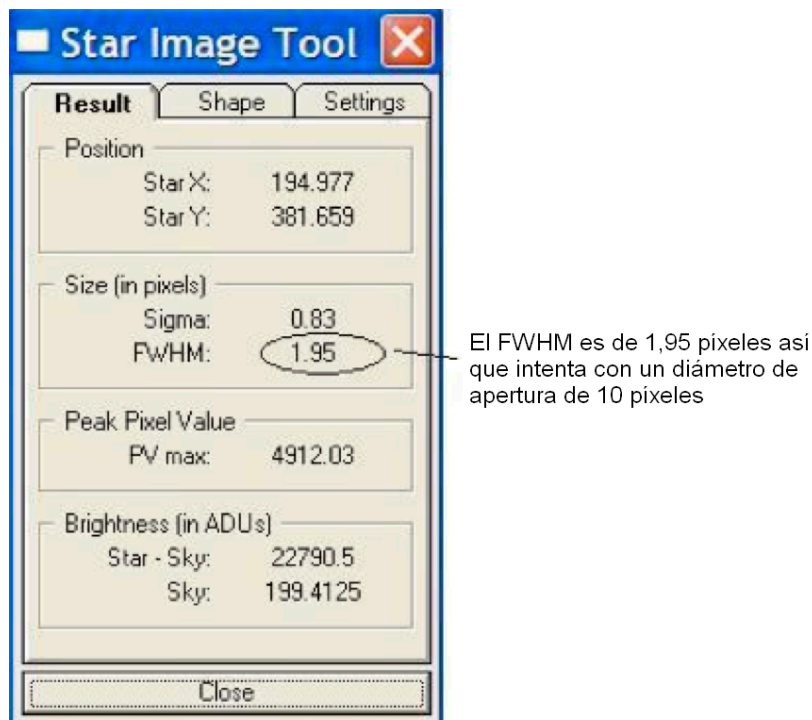 Star Image Tool
Result Shape Settings
Position
Star X: 194.977
Star Y: 381.659
Size (in pixels)
Sigma: 0.83
FWHM: 1.95
El FWHM es de 1,95 píxeles así
que intenta con un diámetro de
apertura de 10 píxeles
Peak Pixel Value
PV max: 4912.03
Brightness (in ADUs)
Star - Sky: 22790.5
Sky: 199.4125
Close